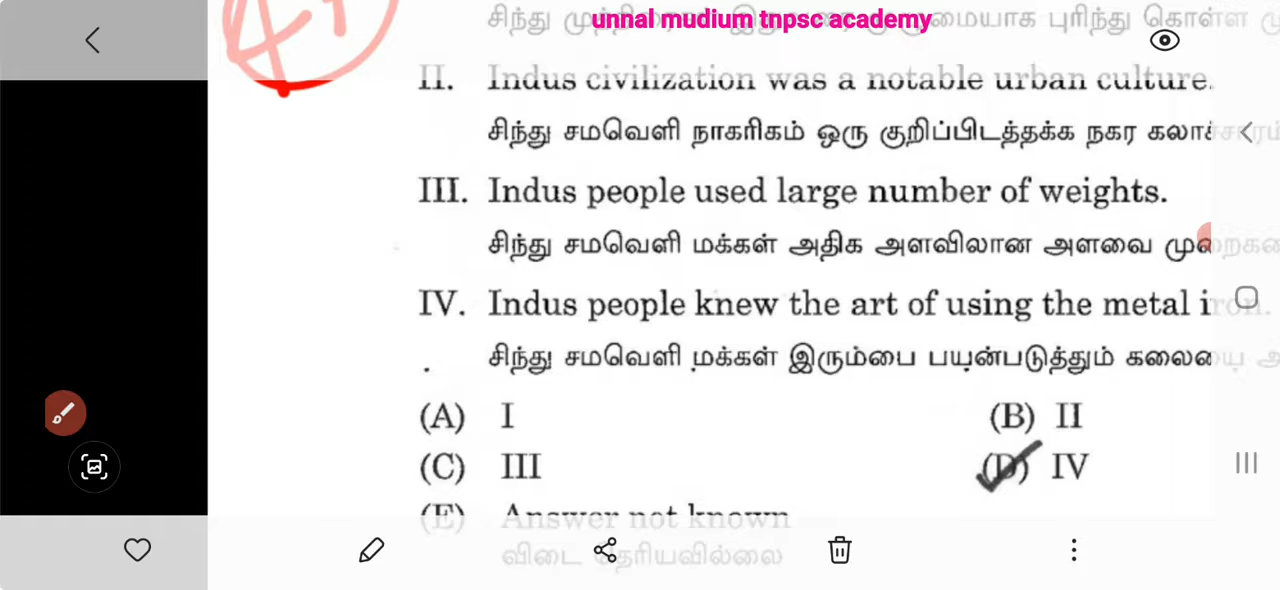 unnal mudium tnpsc academy
சிந்து புரிந்து கொள்ள
II. Indus civilization was a notable urban culture.
சிந்து சமவெளி நாகரிகம் ஒரு குறிப்பிடத்தக்க நகர
III. Indus people used large number of weights.
சிந்து சமவெளி மக்கள் அதிக அளவிலான அளவை
IV. Indus people knew the art of using the metal iron.
சிந்து சமவெளி மக்கள் இரும்பை பயன்படுத்தும் கலையை
(A) I (B) II
(C) III (D) IV
(E) Answer not known
விடை தெரியவில்லை